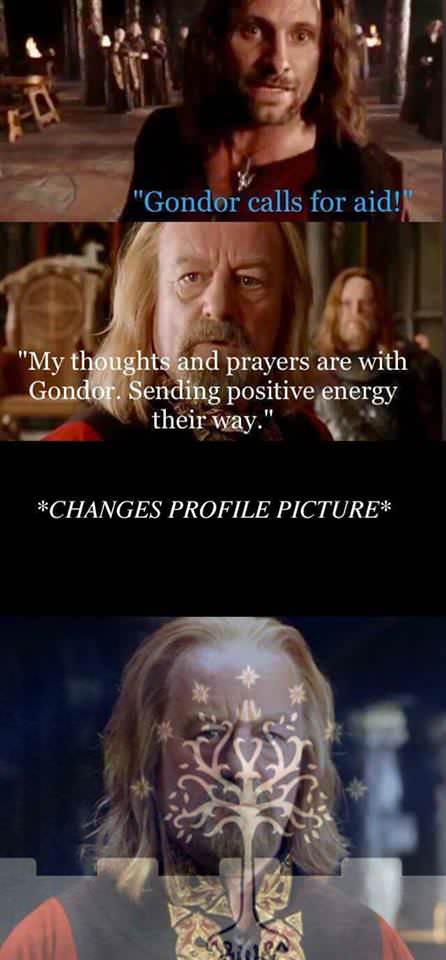 "Gondor calls for aid!"
"My thoughts and prayers are with
Gondor. Sending positive energy
their way."
*CHANGES PROFILE PICTURE*